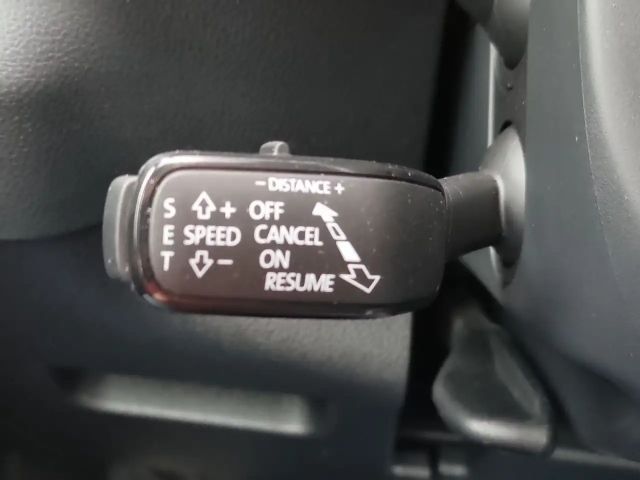 - DISTANCE +
S + OFF
E SPEED CANCEL
T - ON
RESUME